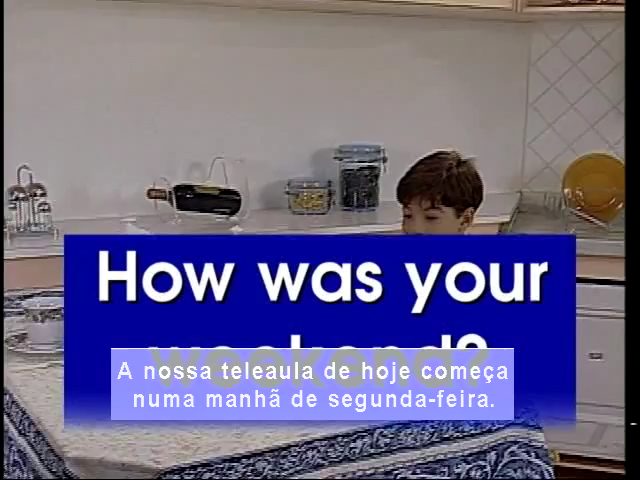 How was your
weekend?
A nossa teleaula de hoje começa
numa manhã de segunda-feira.